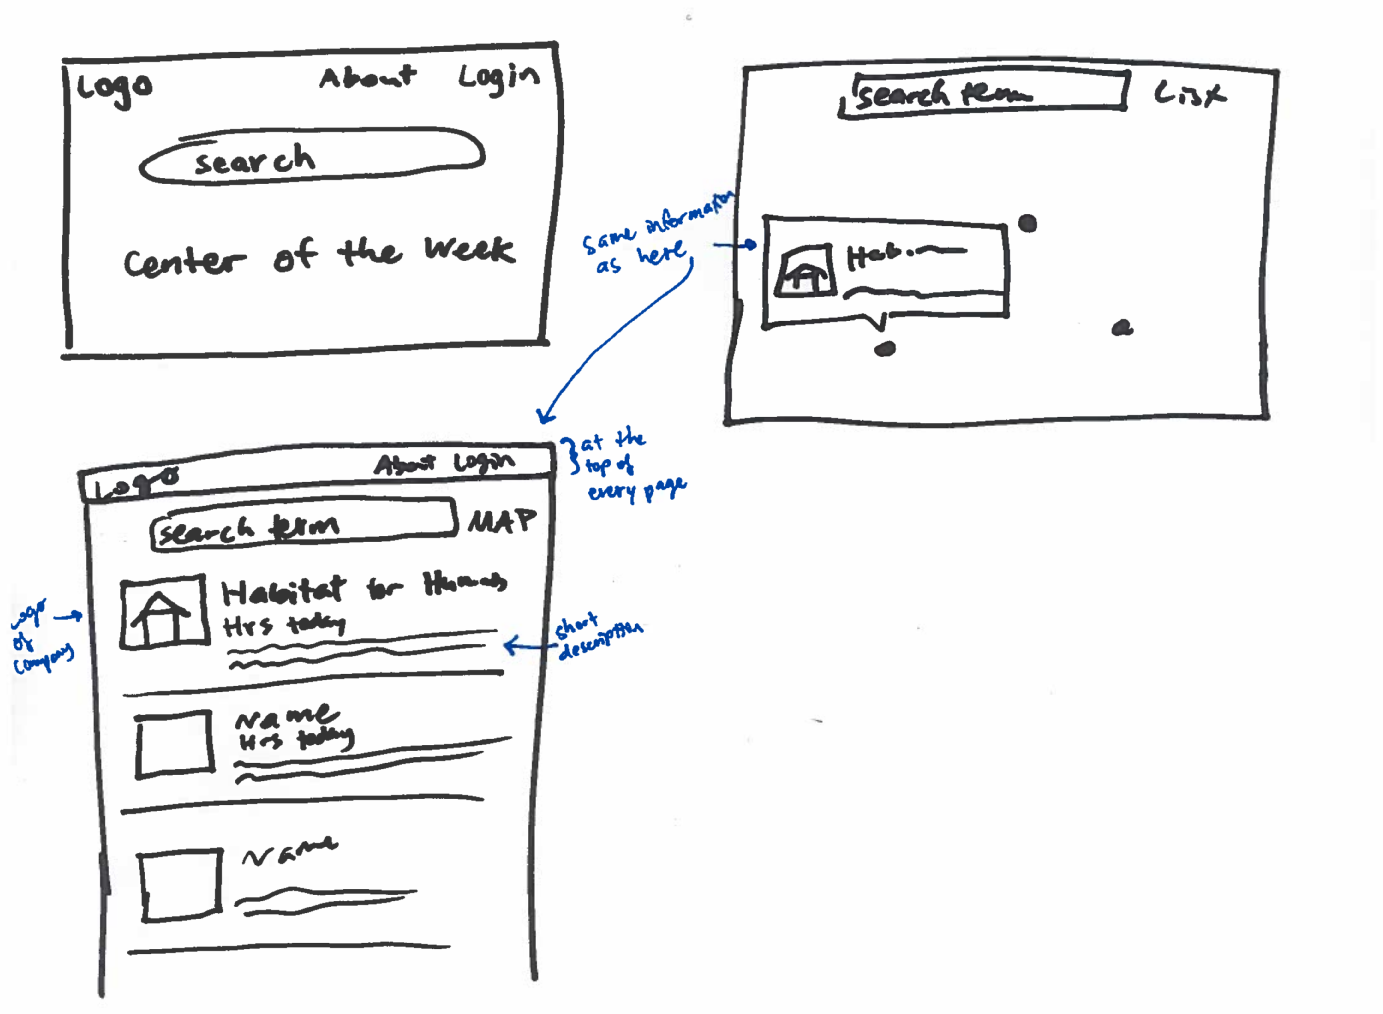 Logo
About
Login
search
Center of the Week
search term
List
Hab.
Same information
as here
at the
top of
every page
Logo
About Login
search term
MAP
Habitat for Humanity
Hrs today
Logo
of
company
short
description
Name
Hrs today
Name